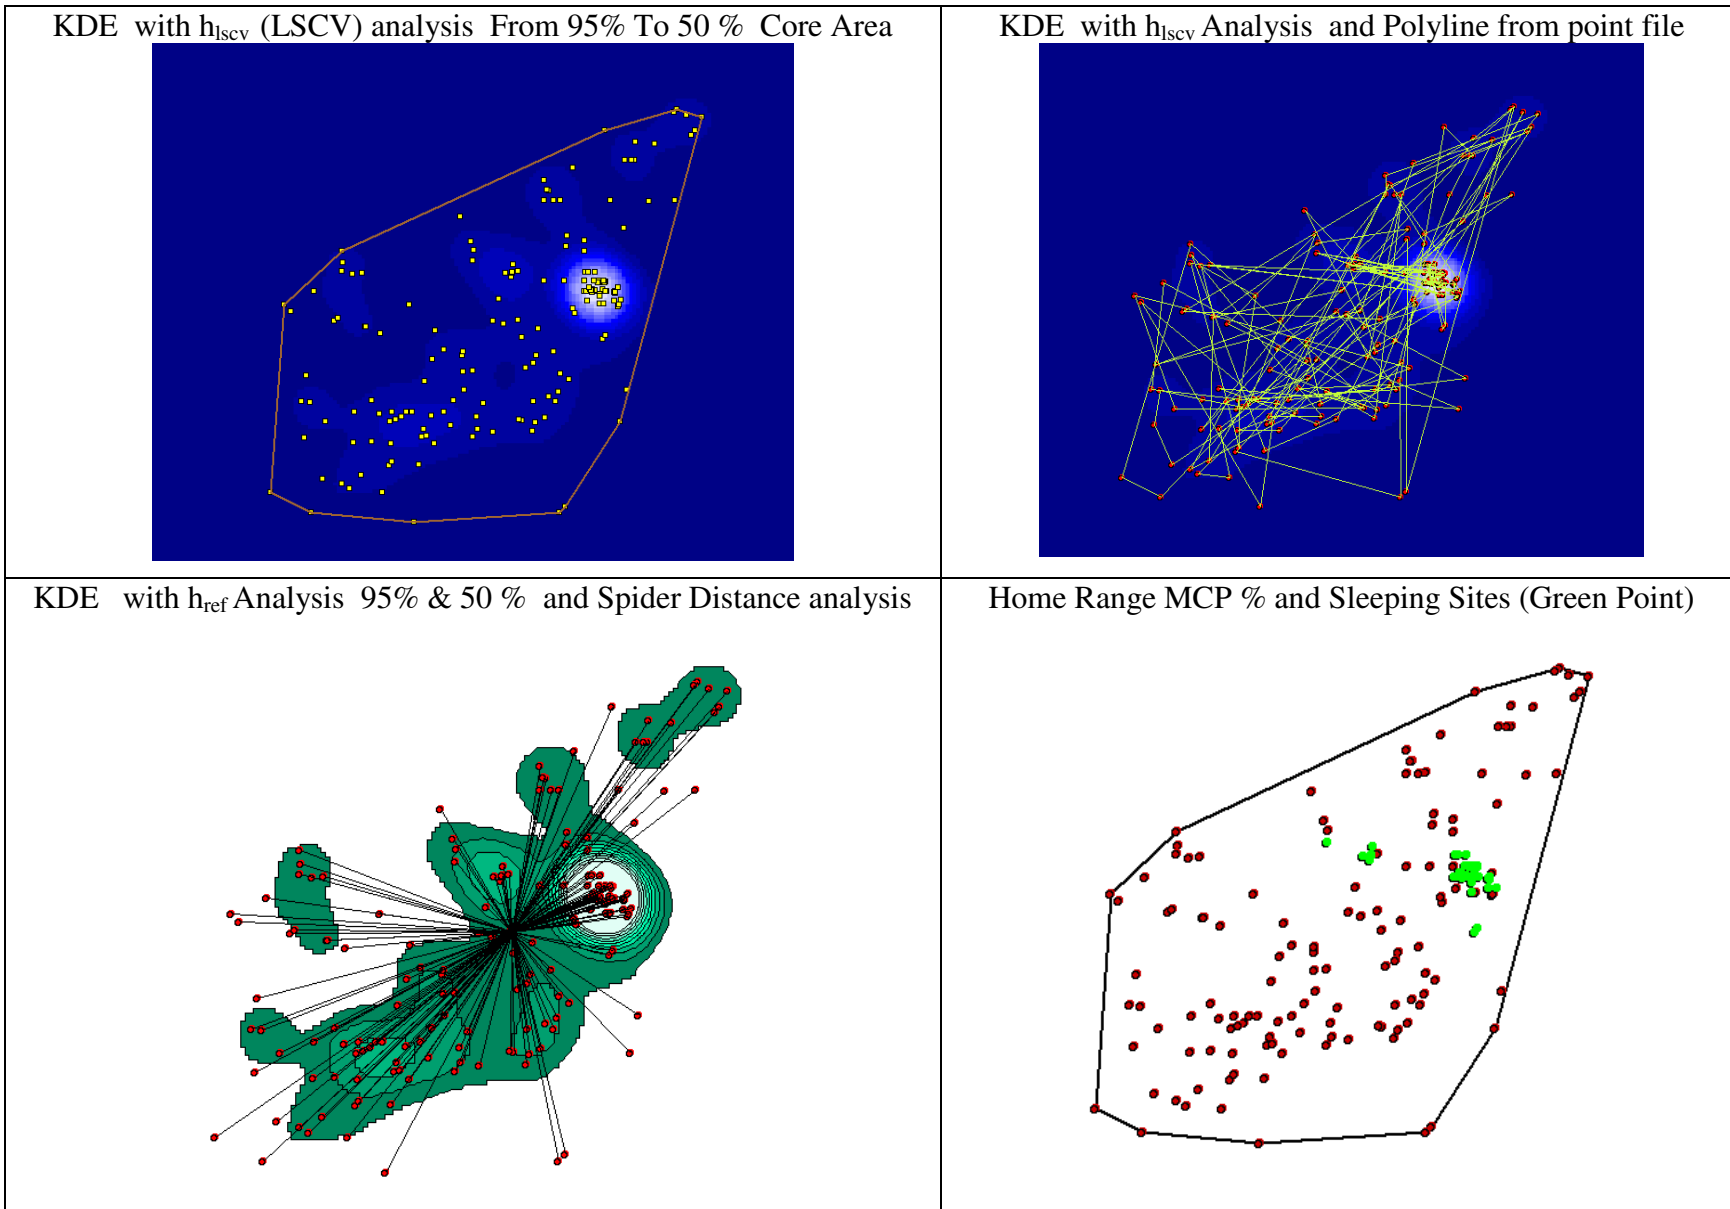 KDE with hlscv (LSCV) analysis From 95% To 50 % Core Area
KDE with hlscv Analysis and Polyline from point file
KDE with href Analysis 95% & 50 % and Spider Distance analysis
Home Range MCP % and Sleeping Sites (Green Point)